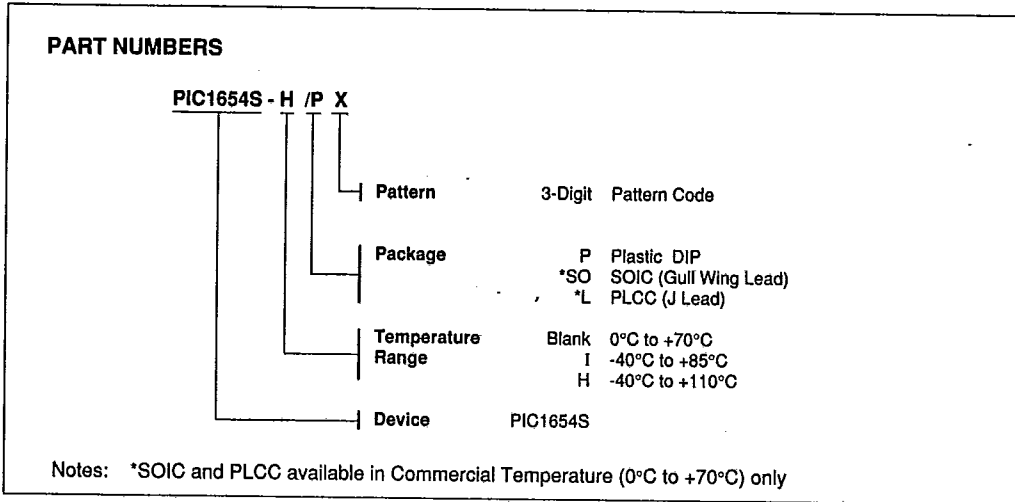 PART NUMBERS
PIC1654S - H /P X
Pattern 3-Digit Pattern Code
Package P Plastic DIP
*SO SOIC (Gull Wing Lead)
*L PLCC (J Lead)
Temperature Blank 0°C to +70°C
Range I -40°C to +85°C
H -40°C to +110°C
Device PIC1654S
Notes: *SOIC and PLCC available in Commercial Temperature (0°C to +70°C) only